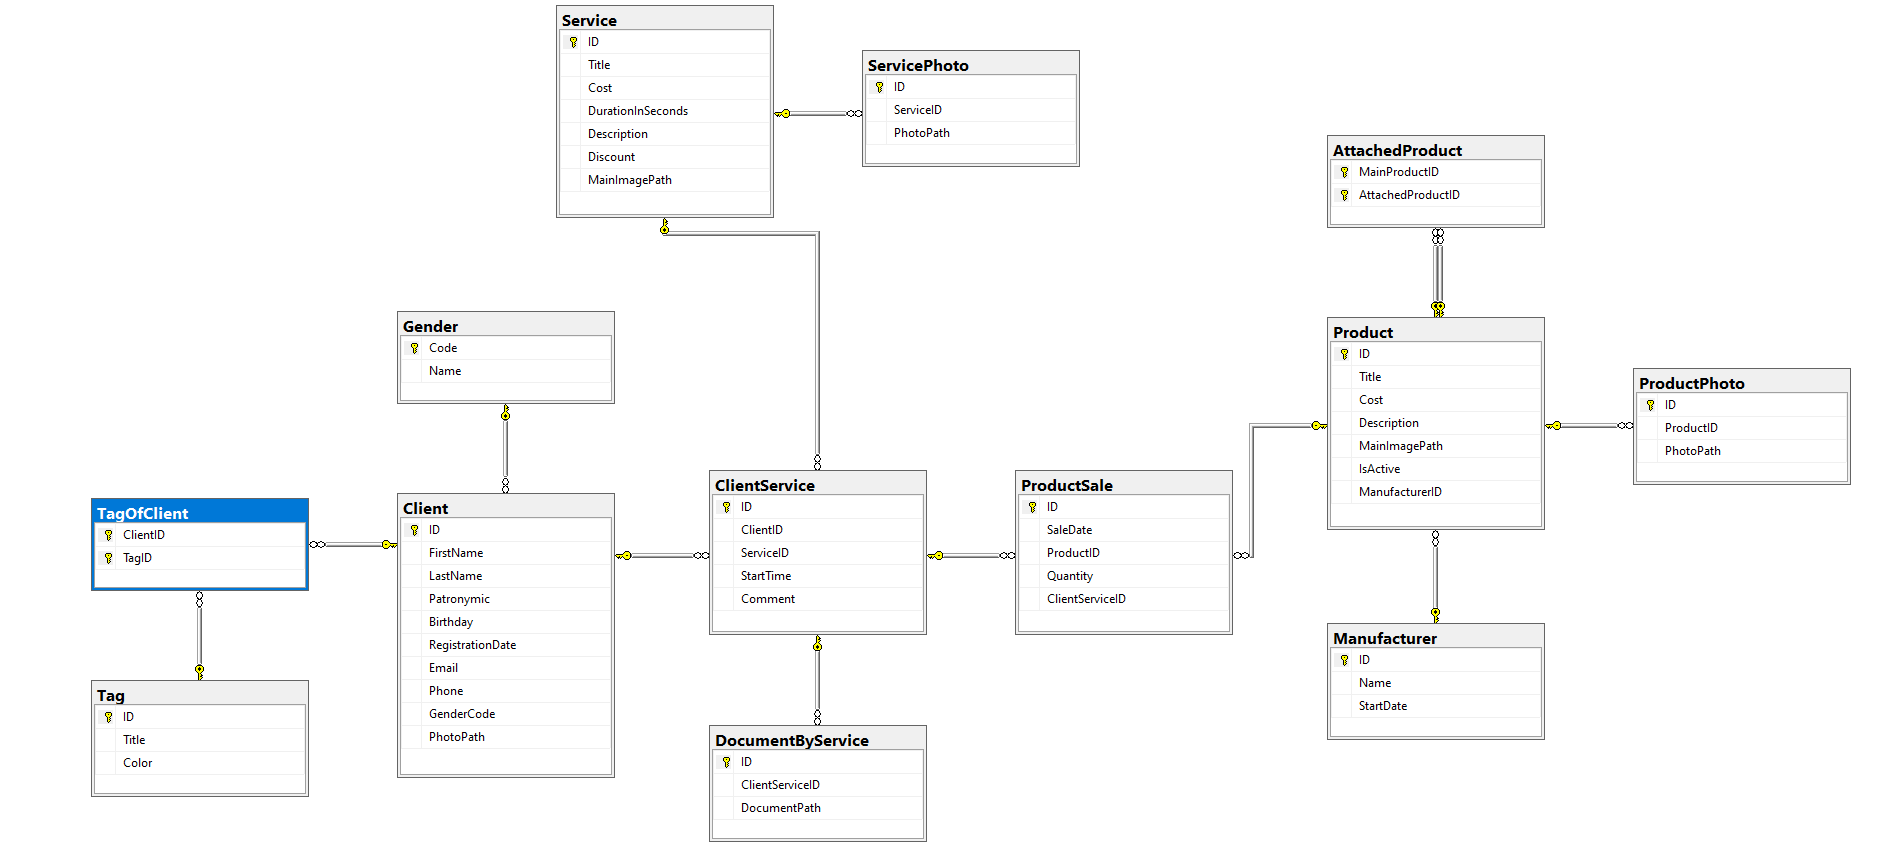 Service
ID
Title
Cost
DurationInSeconds
Description
Discount
MainImagePath
ServicePhoto
ID
ServiceID
PhotoPath
AttachedProduct
MainProductID
AttachedProductID
Gender
Code
Name
Product
ID
Title
Cost
Description
MainImagePath
IsActive
ManufacturerID
ProductPhoto
ID
ProductID
PhotoPath
TagOfClient
ClientID
TagID
Client
ID
FirstName
LastName
Patronymic
Birthday
RegistrationDate
Email
Phone
GenderCode
PhotoPath
ClientService
ID
ClientID
ServiceID
StartTime
Comment
ProductSale
ID
SaleDate
ProductID
Quantity
ClientServiceID
Tag
ID
Title
Color
DocumentByService
ID
ClientServiceID
DocumentPath
Manufacturer
ID
Name
StartDate